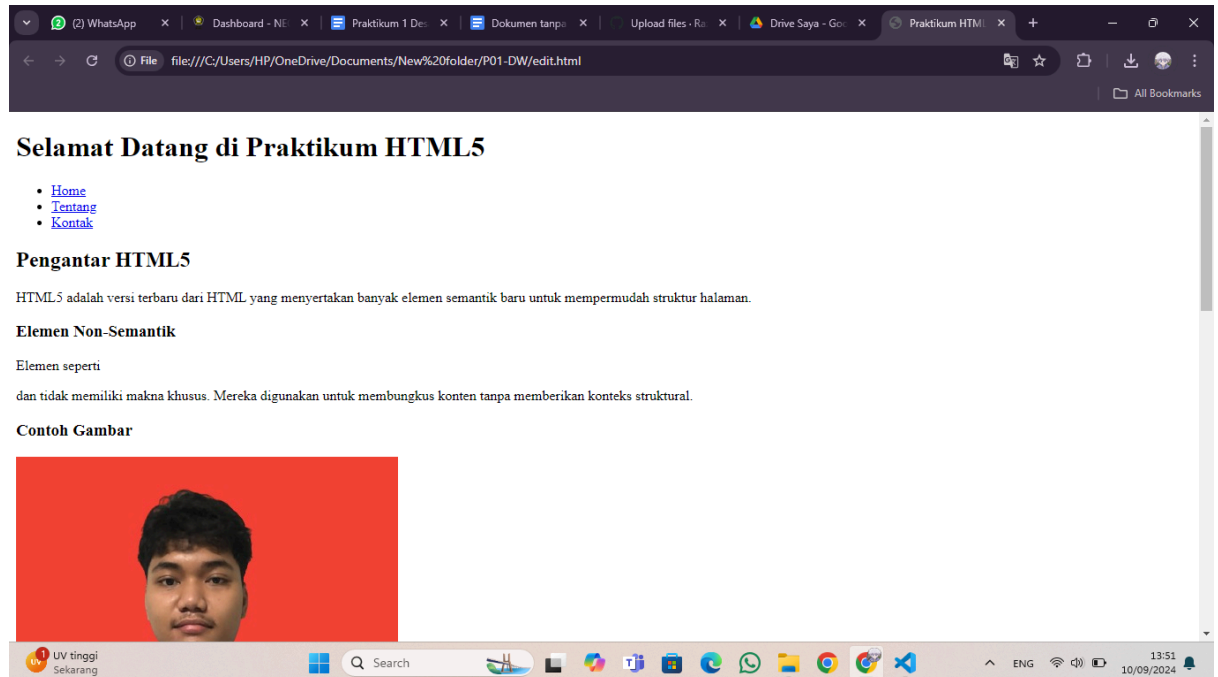 (2) WhatsApp
Dashboard - NE
Praktikum 1 Des
Dokumen tanpa
Upload files · Ra
Drive Saya - Goo
Praktikum HTML
File
file:///C:/Users/HP/OneDrive/Documents/New%20folder/P01-DW/edit.html
All Bookmarks
Selamat Datang di Praktikum HTML5
• Home
• Tentang
• Kontak
Pengantar HTML5
HTML5 adalah versi terbaru dari HTML yang menyertakan banyak elemen semantik baru untuk mempermudah struktur halaman.
Elemen Non-Semantik
Elemen seperti
dan tidak memiliki makna khusus. Mereka digunakan untuk membungkus konten tanpa memberikan konteks struktural.
Contoh Gambar
1
UV tinggi
Sekarang
Search
ENG
13:51
10/09/2024